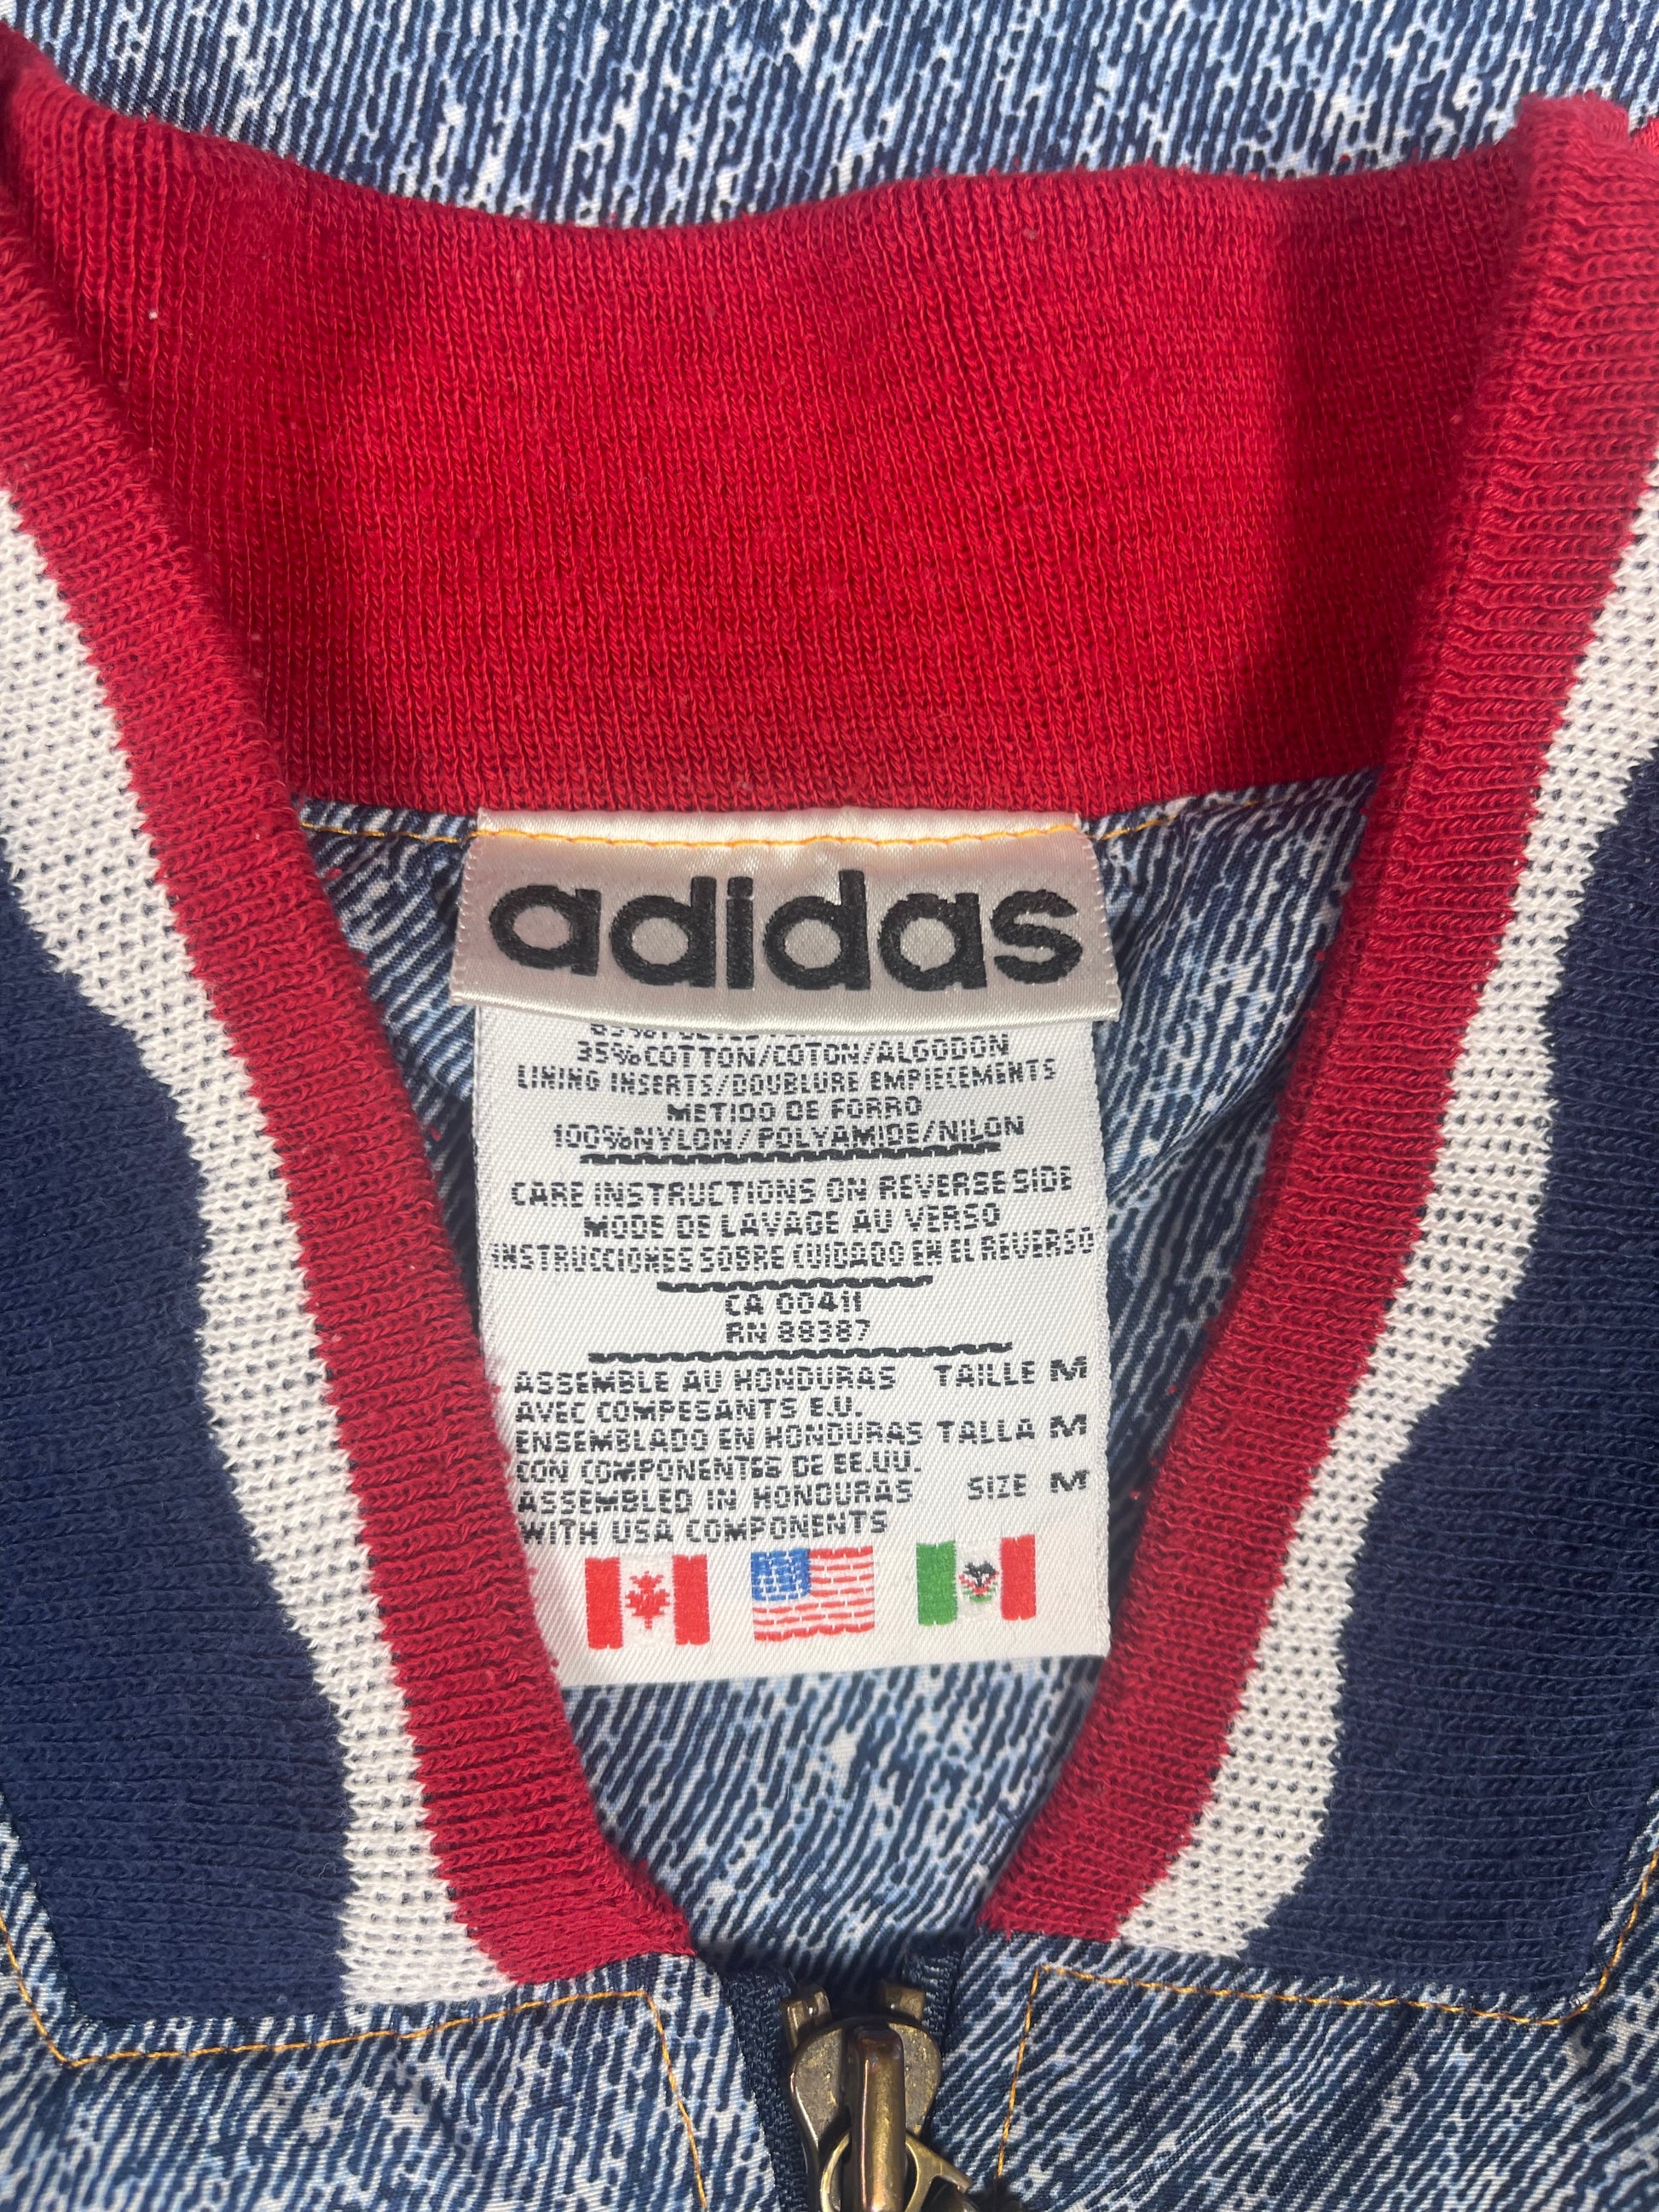 adidas
35%COTTON/COTON/ALGODON
LINING INSERTS/DOUBLURE EMPIECEMENTS
METIDO DE FORRO
100%NYLON/POLYAMIDE/NILON
CARE INSTRUCTIONS ON REVERSE SIDE
MODE DE LAVAGE AU VERSO
INSTRUCCIONES SOBRE CUIDADO EN EL REVERSO
CA 00411
RN 88387
ASSEMBLE AU HONDURAS TAILLE M
AVEC COMPESANTS E.U.
ENSEMBLADO EN HONDURAS TALLA M
CON COMPONENTES DE EE.UU.
ASSEMBLED IN HONDURAS SIZE M
WITH USA COMPONENTS